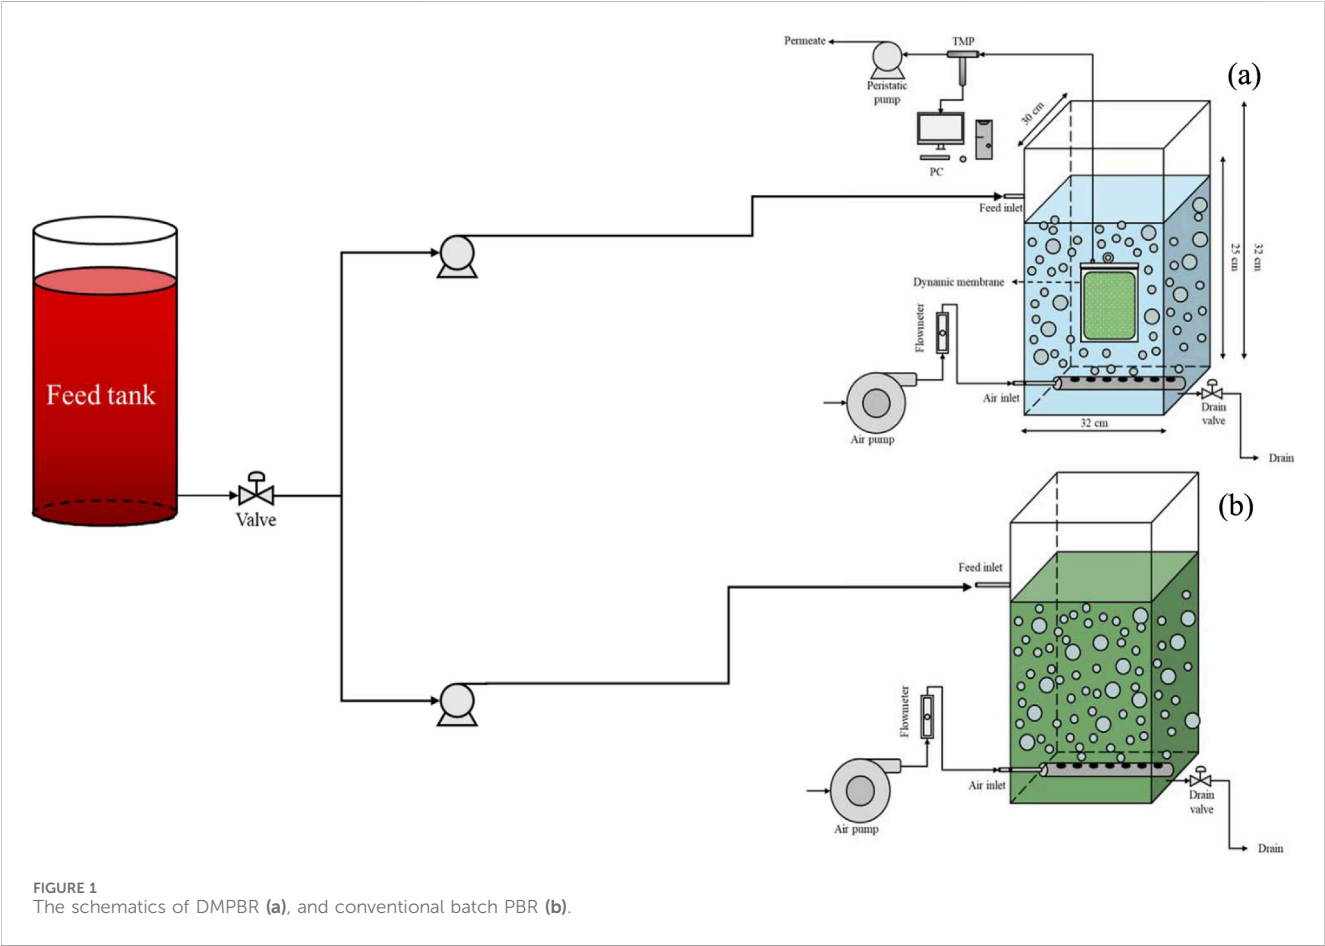 Permeate
TMP
(a)
Peristatic
pump
PC
30 cm
Feed inlet
25 cm
32 cm
Dynamic membrane
Flowmeter
Air inlet
Air pump
32 cm
Drain
valve
Drain
Feed tank
Valve
(b)
Feed inlet
Flowmeter
Air inlet
Air pump
Drain
valve
Drain
FIGURE 1
The schematics of DMPBR (a), and conventional batch PBR (b).